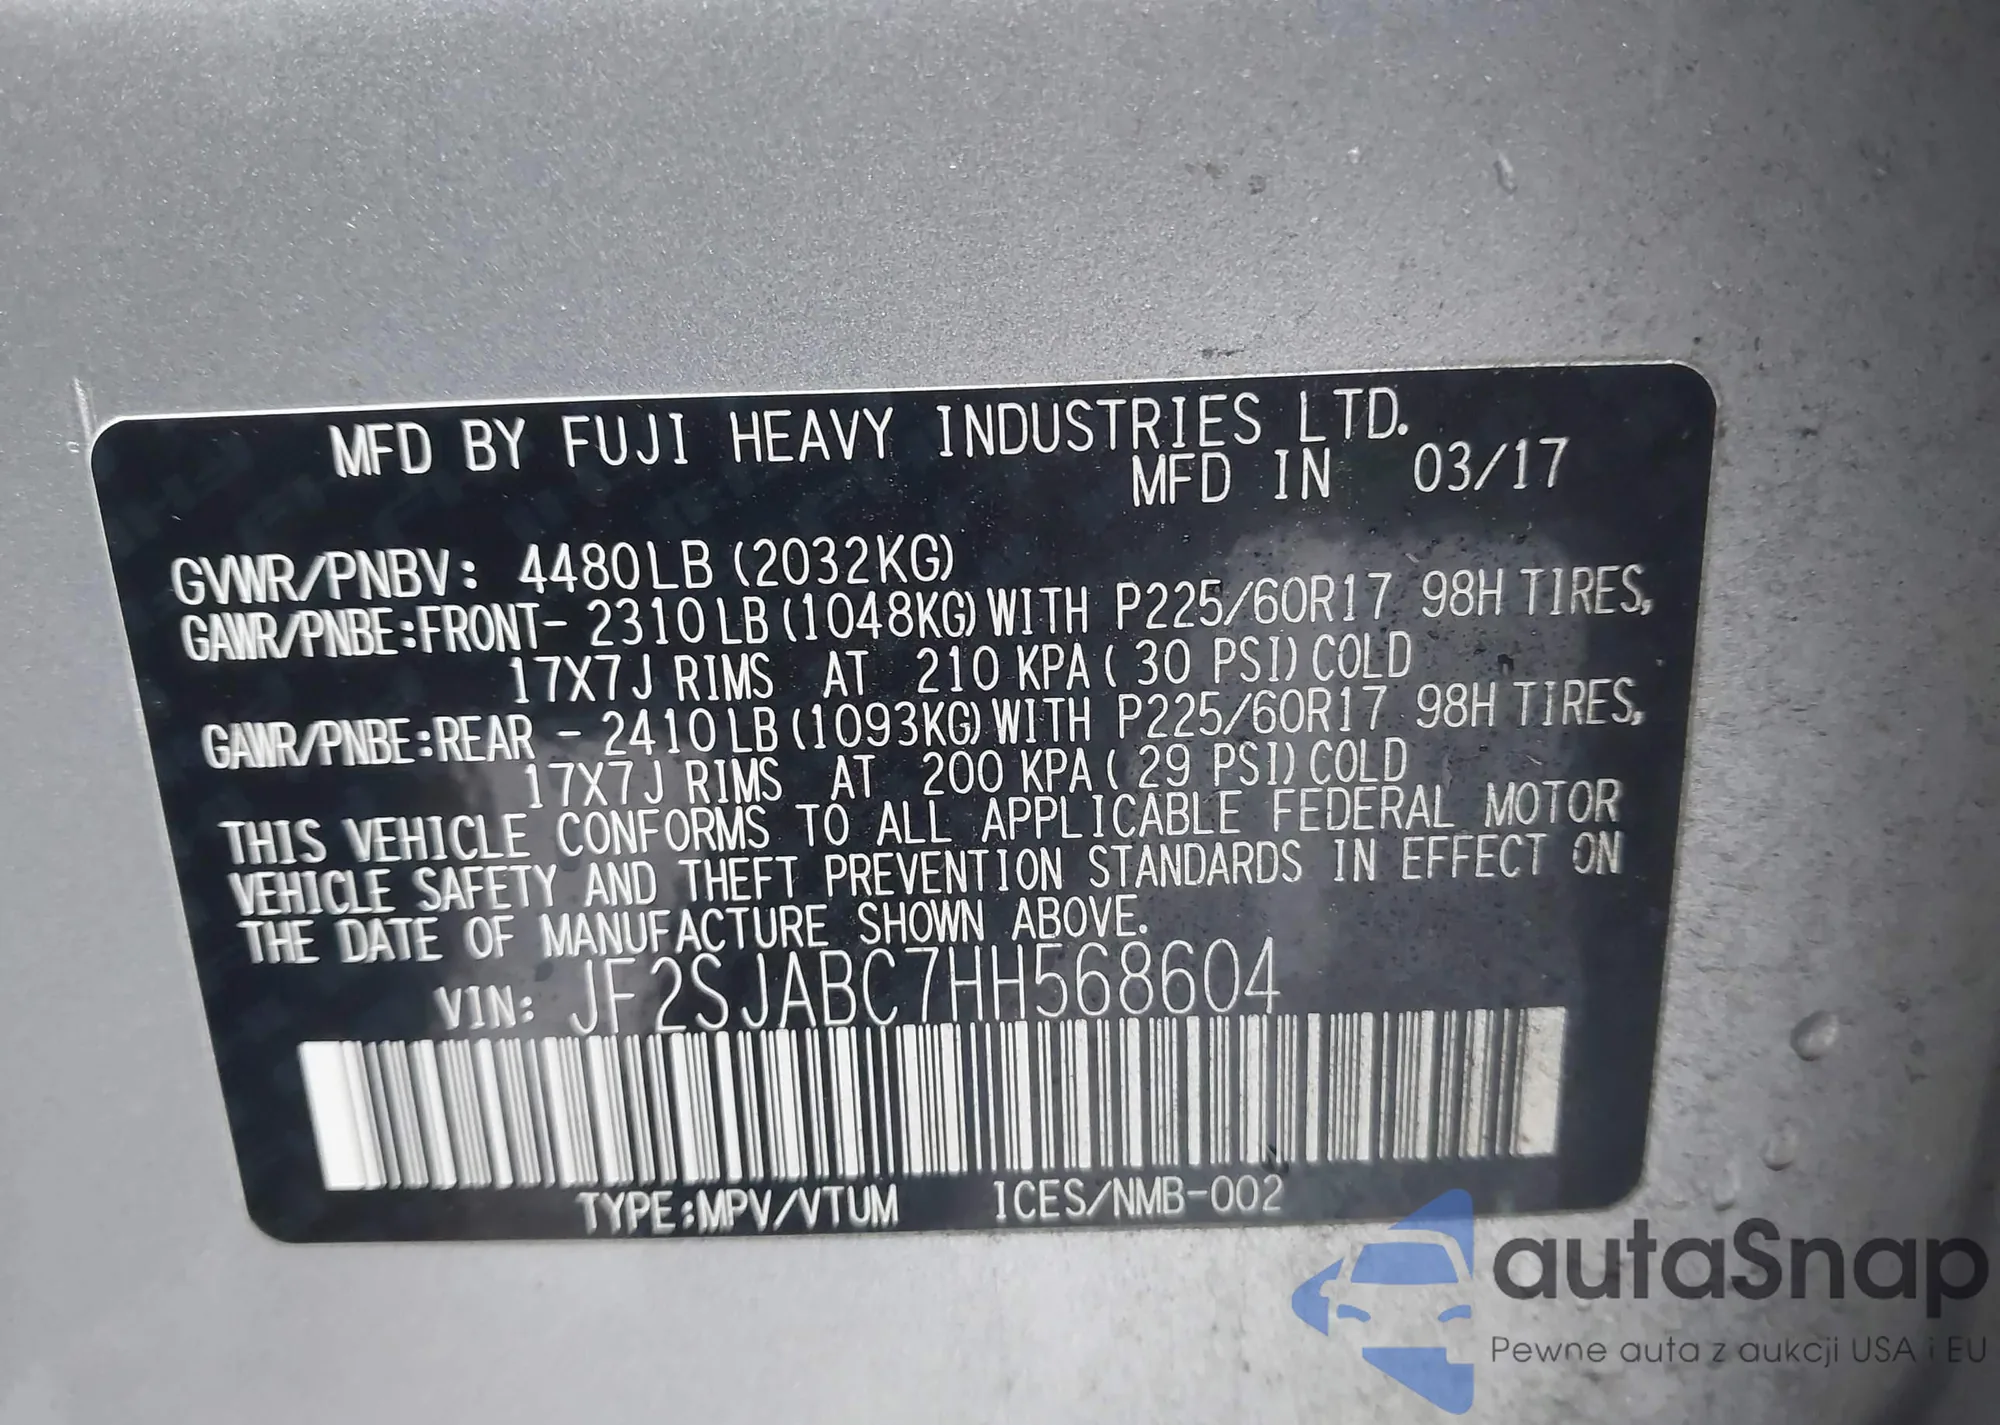 MFD BY FUJI HEAVY INDUSTRIES LTD.
MFD IN 03/17
GVWR/PNBV: 4480LB (2032KG)
GAWR/PNBE:FRONT- 2310LB (1048KG) WITH P225/60R17 98H TIRES,
17X7J RIMS AT 210 KPA ( 30 PSI) COLD
GAWR/PNBE:REAR - 2410LB (1093KG) WITH P225/60R17 98H TIRES,
17X7J RIMS AT 200 KPA ( 29 PSI) COLD
THIS VEHICLE CONFORMS TO ALL APPLICABLE FEDERAL MOTOR
VEHICLE SAFETY AND THEFT PREVENTION STANDARDS IN EFFECT ON
THE DATE OF MANUFACTURE SHOWN ABOVE.
VIN: JF2SJABC7HH568604
TYPE:MPV/VTUM ICES/NMB-002
autaSnap
Pewne auta z aukcji USA i EU